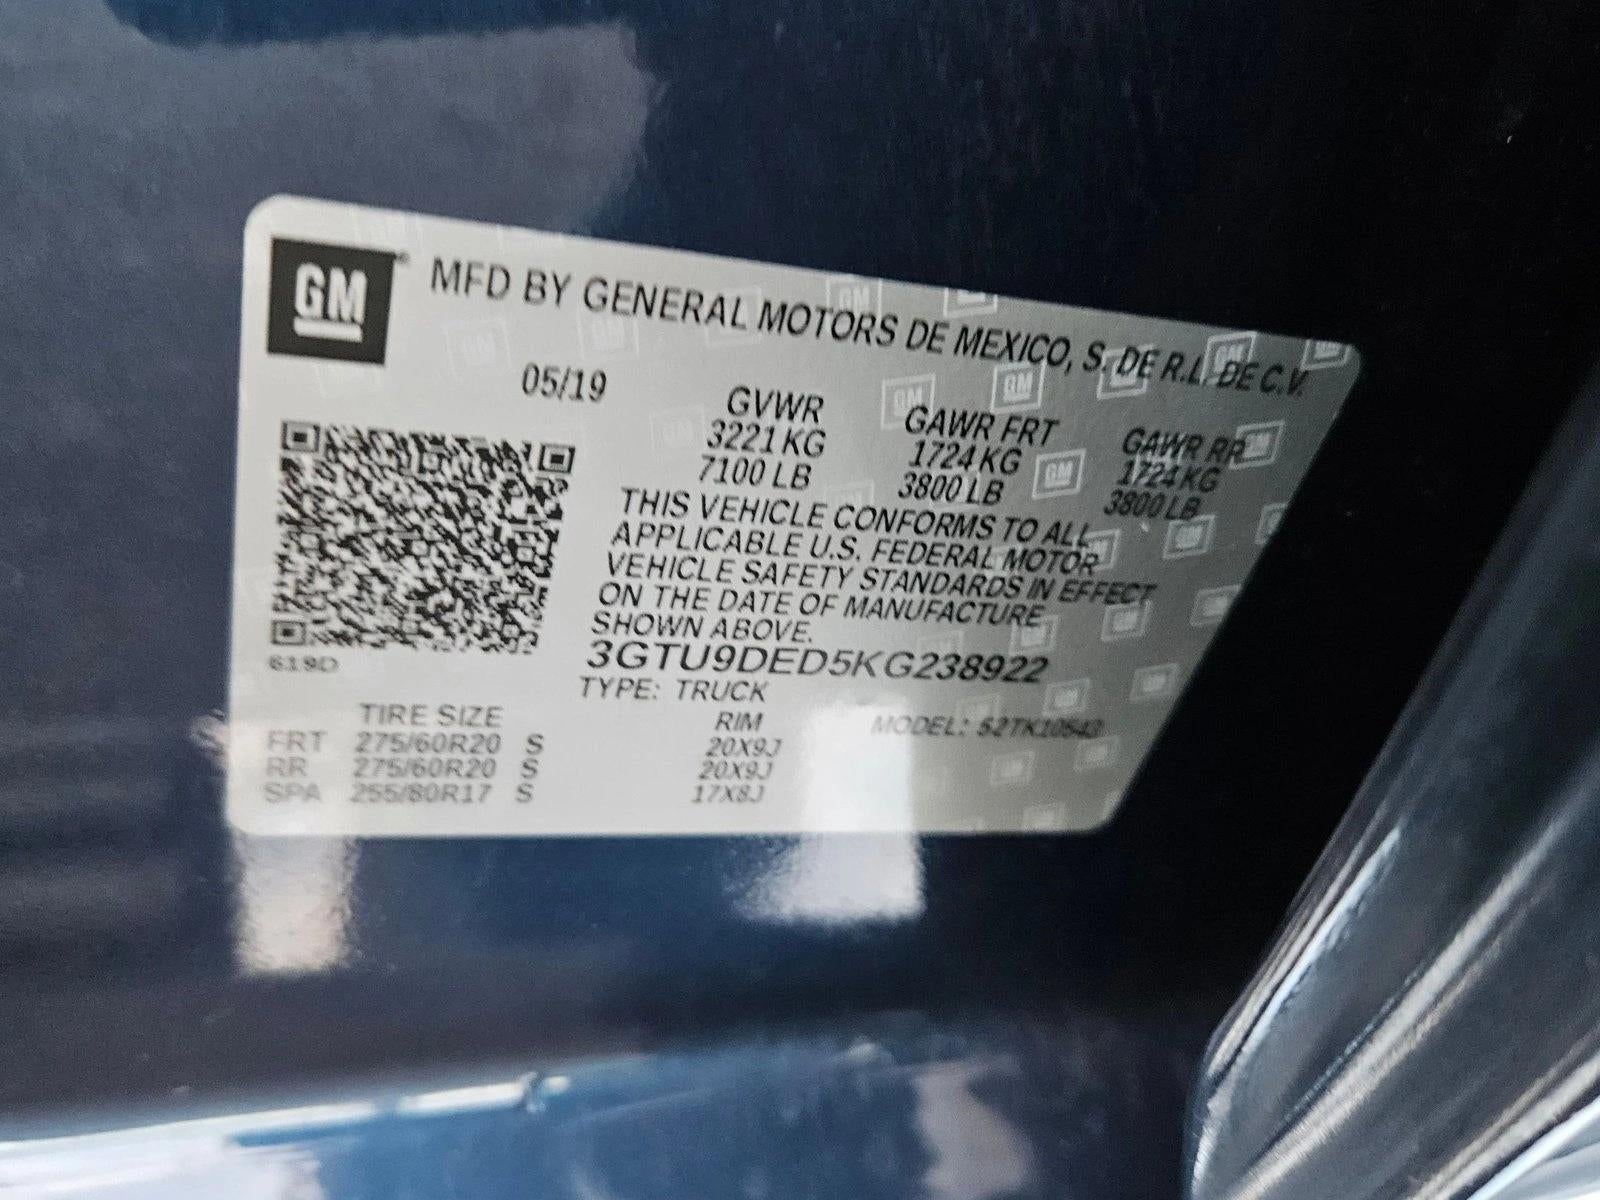 GM
MFD BY GENERAL MOTORS DE MEXICO, S. DE R.L. DE C.V.
05/19
GVWR GAWR FRT GAWR RR
3221 KG 1724 KG 1724 KG
7100 LB 3800 LB 3800 LB
THIS VEHICLE CONFORMS TO ALL
APPLICABLE U.S. FEDERAL MOTOR
VEHICLE SAFETY STANDARDS IN EFFECT
ON THE DATE OF MANUFACTURE
SHOWN ABOVE.
619D
3GTU9DED5KG238922
TYPE: TRUCK
MODEL: 52TK10543
TIRE SIZE RIM
FRT 275/60R20 S 20X9J
RR 275/60R20 S 20X9J
SPA 255/80R17 S 17X8J